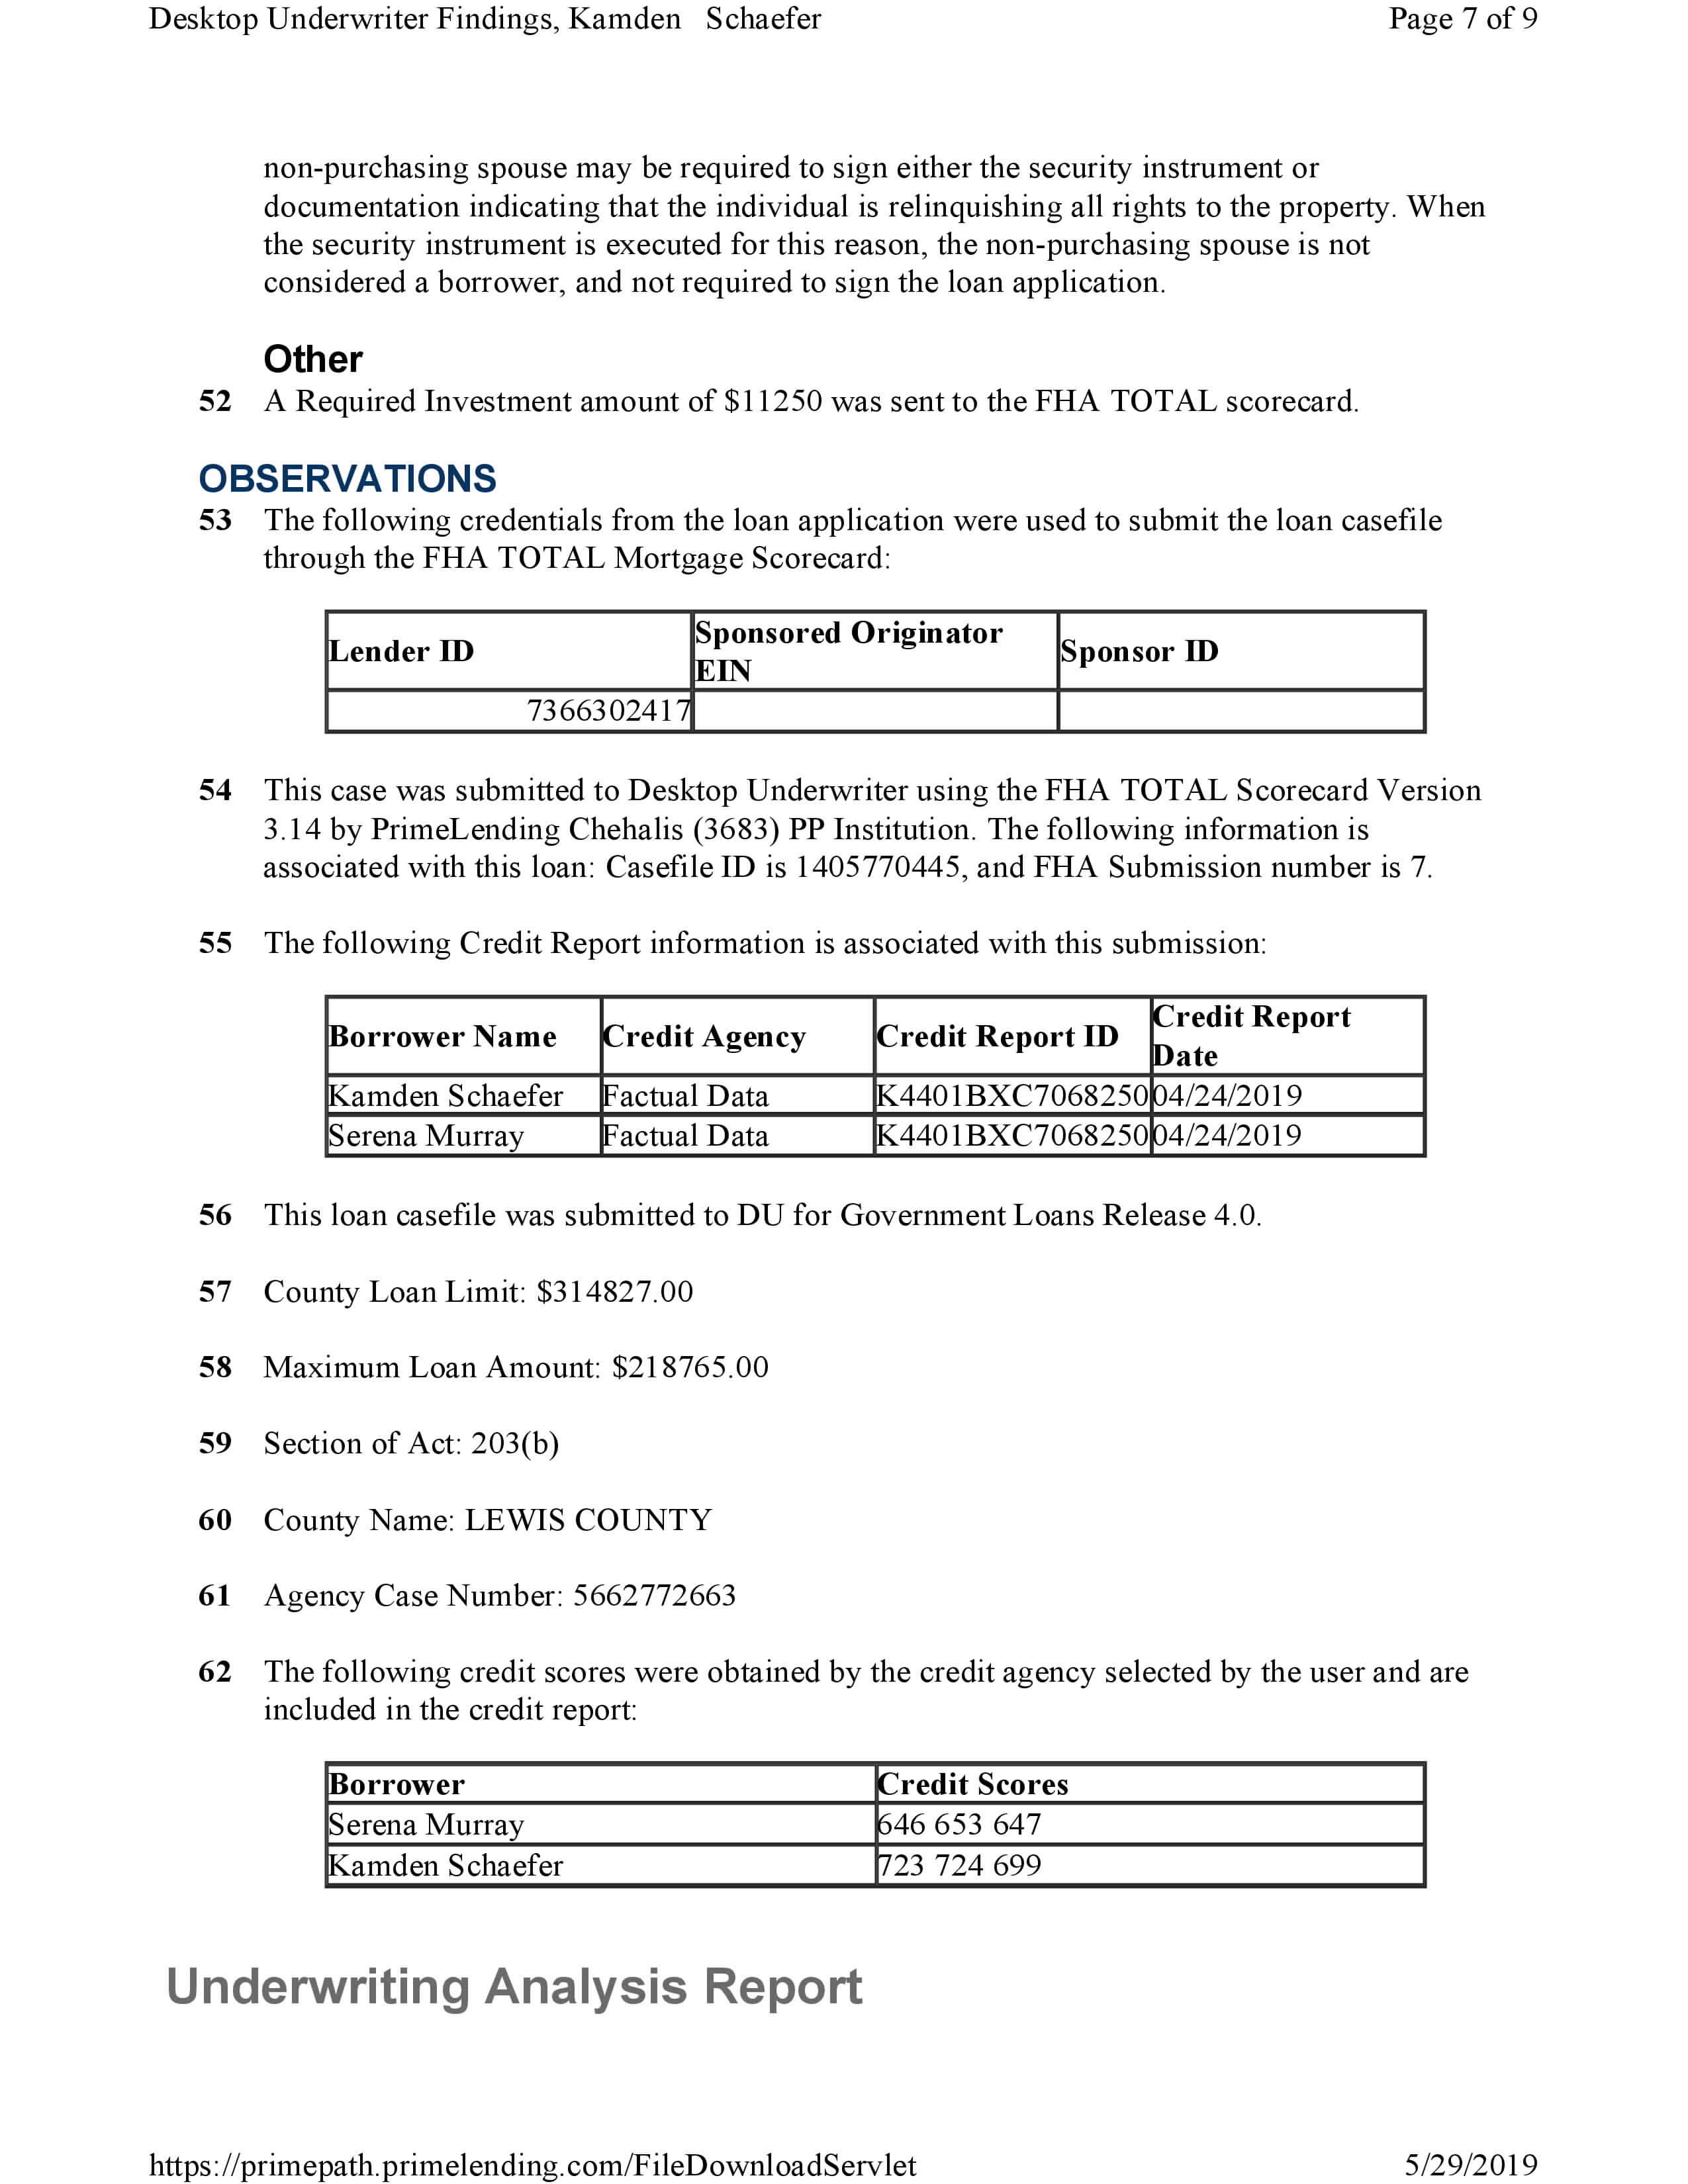 Desktop Underwriter Findings, Kamden Schaefer Page 7 of 9
non-purchasing spouse may be required to sign either the security instrument or
documentation indicating that the individual is relinquishing all rights to the property. When
the security instrument is executed for this reason, the non-purchasing spouse is not
considered a borrower, and not required to sign the loan application.
Other
52 A Required Investment amount of $11250 was sent to the FHA TOTAL scorecard.
OBSERVATIONS
53 The following credentials from the loan application were used to submit the loan casefile
through the FHA TOTAL Mortgage Scorecard:
Lender ID Sponsored Originator EIN Sponsor ID
7366302417
54 This case was submitted to Desktop Underwriter using the FHA TOTAL Scorecard Version
3.14 by PrimeLending Chehalis (3683) PP Institution. The following information is
associated with this loan: Casefile ID is 1405770445, and FHA Submission number is 7.
55 The following Credit Report information is associated with this submission:
Borrower Name Credit Agency Credit Report ID Credit Report Date
Kamden Schaefer Factual Data K4401BXC7068250 04/24/2019
Serena Murray Factual Data K4401BXC7068250 04/24/2019
56 This loan casefile was submitted to DU for Government Loans Release 4.0.
57 County Loan Limit: $314827.00
58 Maximum Loan Amount: $218765.00
59 Section of Act: 203(b)
60 County Name: LEWIS COUNTY
61 Agency Case Number: 5662772663
62 The following credit scores were obtained by the credit agency selected by the user and are
included in the credit report:
Borrower Credit Scores
Serena Murray 646 653 647
Kamden Schaefer 723 724 699
Underwriting Analysis Report
https://primepath.primelending.com/FileDownloadServlet 5/29/2019